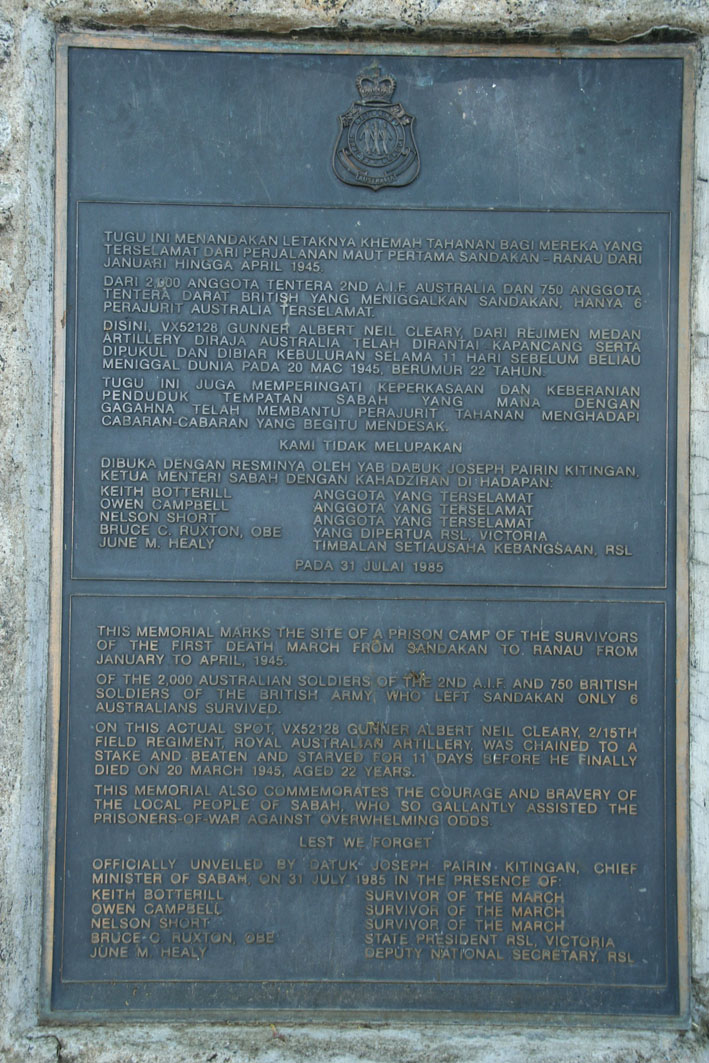 TUGU INI MENANDAKAN LETAKNYA KHEMAH TAHANAN BAGI MEREKA YANG
TERSELAMAT DARI PERJALANAN MAUT PERTAMA SANDAKAN - RANAU DARI
JANUARI HINGGA APRIL 1945.
DARI 2,000 ANGGOTA TENTERA 2ND A.I.F. AUSTRALIA DAN 750 ANGGOTA
TENTERA DARAT BRITISH YANG MENIGGALKAN SANDAKAN, HANYA 6
PERAJURIT AUSTRALIA TERSELAMAT.
DISINI, VX52128 GUNNER ALBERT NEIL CLEARY, DARI REJIMEN MEDAN
ARTILLERY DIRAJA AUSTRALIA TELAH DIRANTAI KAPANCANG SERTA
DIPUKUL DAN DIBIAR KEBULURAN SELAMA 11 HARI SEBELUM BELIAU
MENIGGAL DUNIA PADA 20 MAC 1945, BERUMUR 22 TAHUN.
TUGU INI JUGA MEMPERINGATI KEPERKASAAN DAN KEBERANIAN
PENDUDUK TEMPATAN SABAH YANG MANA DENGAN
GAGAHNA TELAH MEMBANTU PERAJURIT TAHANAN MENGHADAPI
CABARAN-CABARAN YANG BEGITU MENDESAK.
KAMI TIDAK MELUPAKAN
DIBUKA DENGAN RESMINYA OLEH YAB DABUK JOSEPH PAIRIN KITINGAN,
KETUA MENTERI SABAH DENGAN KAHADZIRAN DI HADAPAN:
KEITH BOTTERILL ANGGOTA YANG TERSELAMAT
OWEN CAMPBELL ANGGOTA YANG TERSELAMAT
NELSON SHORT ANGGOTA YANG TERSELAMAT
BRUCE C. RUXTON, OBE YANG DIPERTUA RSL, VICTORIA
JUNE M. HEALY TIMBALAN SETIAUSAHA KEBANGSAAN, RSL
PADA 31 JULAI 1985
THIS MEMORIAL MARKS THE SITE OF A PRISON CAMP OF THE SURVIVORS
OF THE FIRST DEATH MARCH FROM SANDAKAN TO RANAU FROM
JANUARY TO APRIL, 1945.
OF THE 2,000 AUSTRALIAN SOLDIERS OF THE 2ND A.I.F. AND 750 BRITISH
SOLDIERS OF THE BRITISH ARMY WHO LEFT SANDAKAN ONLY 6
AUSTRALIANS SURVIVED.
ON THIS ACTUAL SPOT, VX52128 GUNNER ALBERT NEIL CLEARY, 2/15TH
FIELD REGIMENT, ROYAL AUSTRALIAN ARTILLERY, WAS CHAINED TO A
STAKE AND BEATEN AND STARVED FOR 11 DAYS BEFORE HE FINALLY
DIED ON 20 MARCH 1945, AGED 22 YEARS.
THIS MEMORIAL ALSO COMMEMORATES THE COURAGE AND BRAVERY OF
THE LOCAL PEOPLE OF SABAH, WHO SO GALLANTLY ASSISTED THE
PRISONERS-OF-WAR AGAINST OVERWHELMING ODDS.
LEST WE FORGET
OFFICIALLY UNVEILED BY DATUK JOSEPH PAIRIN KITINGAN, CHIEF
MINISTER OF SABAH, ON 31 JULY 1985 IN THE PRESENCE OF:
KEITH BOTTERILL SURVIVOR OF THE MARCH
OWEN CAMPBELL SURVIVOR OF THE MARCH
NELSON SHORT SURVIVOR OF THE MARCH
BRUCE C RUXTON, OBE STATE PRESIDENT RSL, VICTORIA
JUNE M. HEALY DEPUTY NATIONAL SECRETARY, RSL